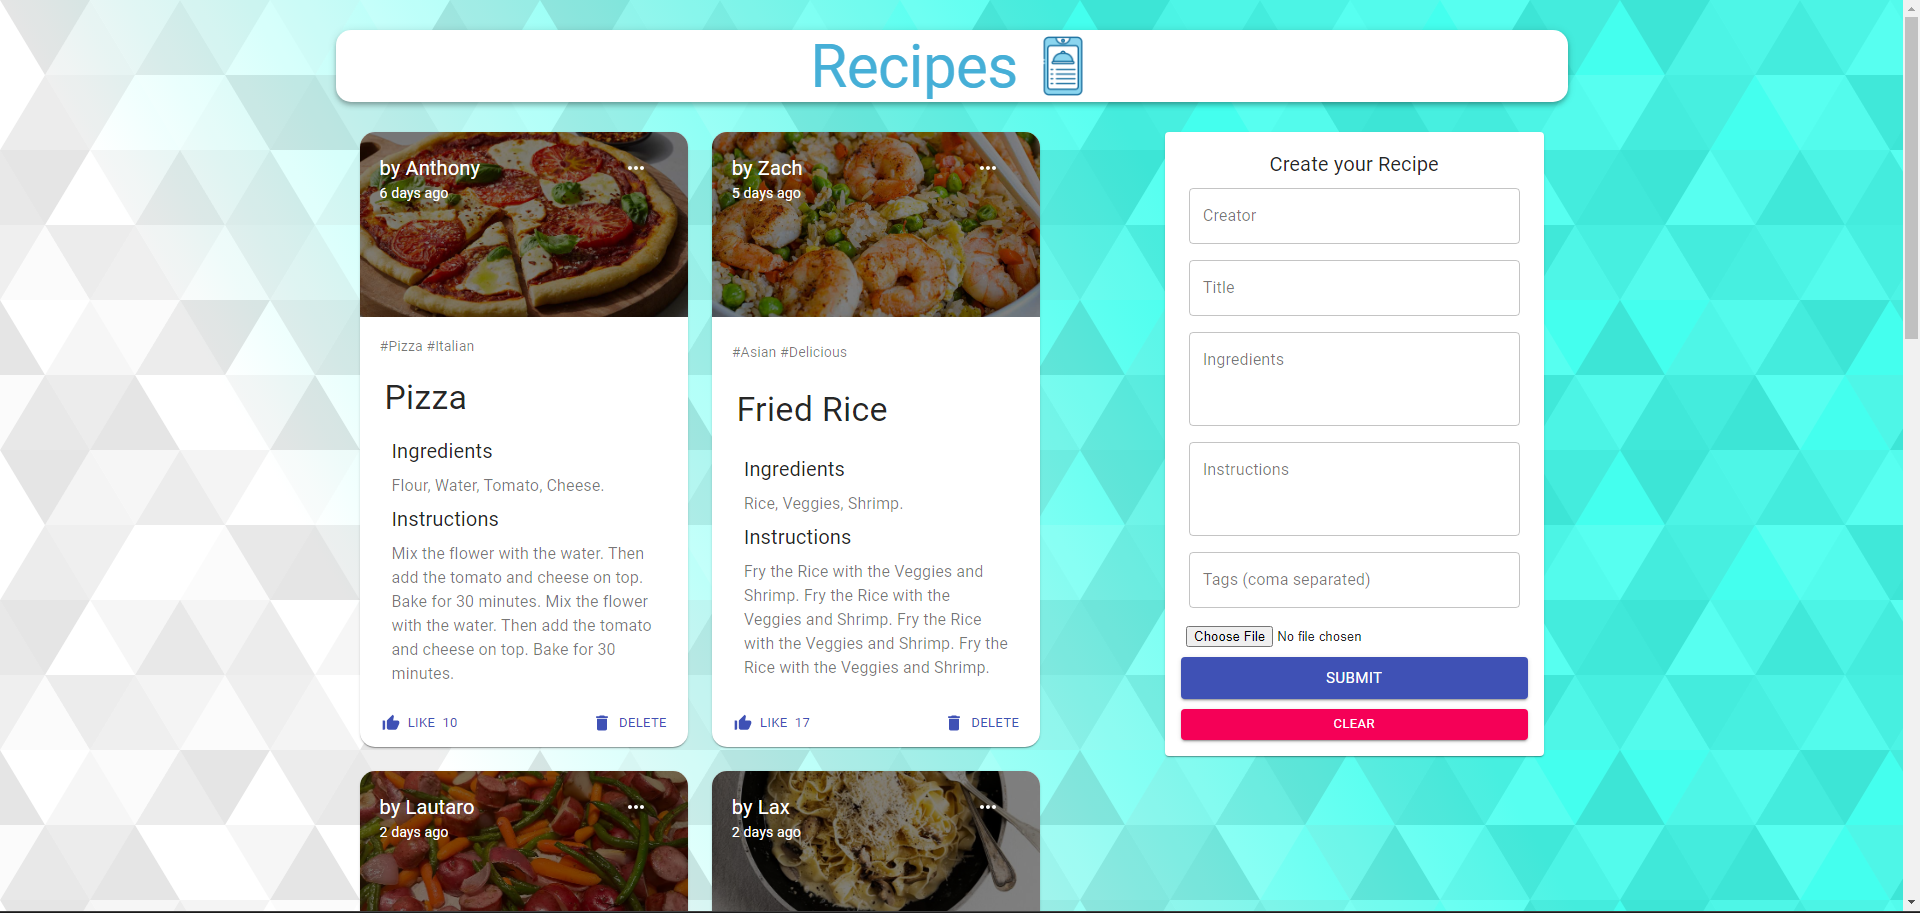 Recipes
by Anthony
6 days ago
#Pizza #Italian
Pizza
Ingredients
Flour, Water, Tomato, Cheese.
Instructions
Mix the flower with the water. Then
add the tomato and cheese on top.
Bake for 30 minutes. Mix the flower
with the water. Then add the tomato
and cheese on top. Bake for 30
minutes.
LIKE 10
DELETE
by Zach
5 days ago
#Asian #Delicious
Fried Rice
Ingredients
Rice, Veggies, Shrimp.
Instructions
Fry the Rice with the Veggies and
Shrimp. Fry the Rice with the
Veggies and Shrimp. Fry the Rice
with the Veggies and Shrimp. Fry the
Rice with the Veggies and Shrimp.
LIKE 17
DELETE
by Lautaro
2 days ago
by Lax
2 days ago
Create your Recipe
Creator
Title
Ingredients
Instructions
Tags (coma separated)
Choose File No file chosen
SUBMIT
CLEAR